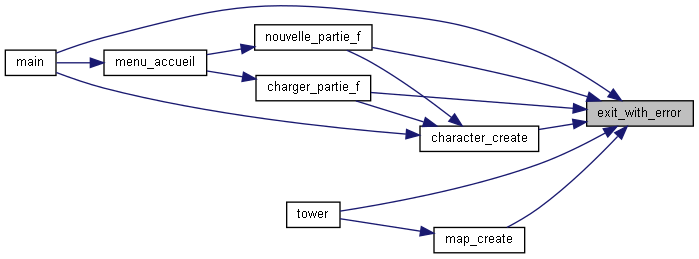 nouvelle_partie_f
main
menu_accueil
charger_partie_f
exit_with_error
character_create
tower
map_create